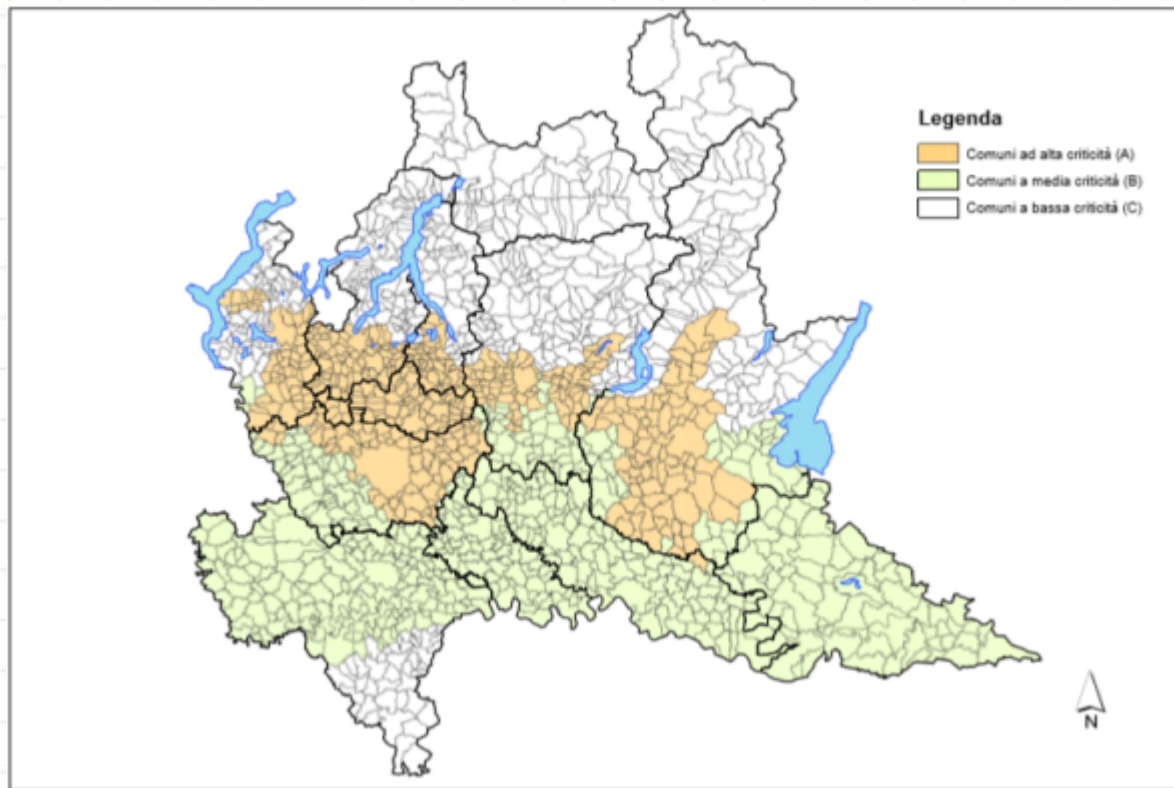 Legenda
Comuni ad alta criticità (A)
Comuni a media criticità (B)
Comuni a bassa criticità (C)
N